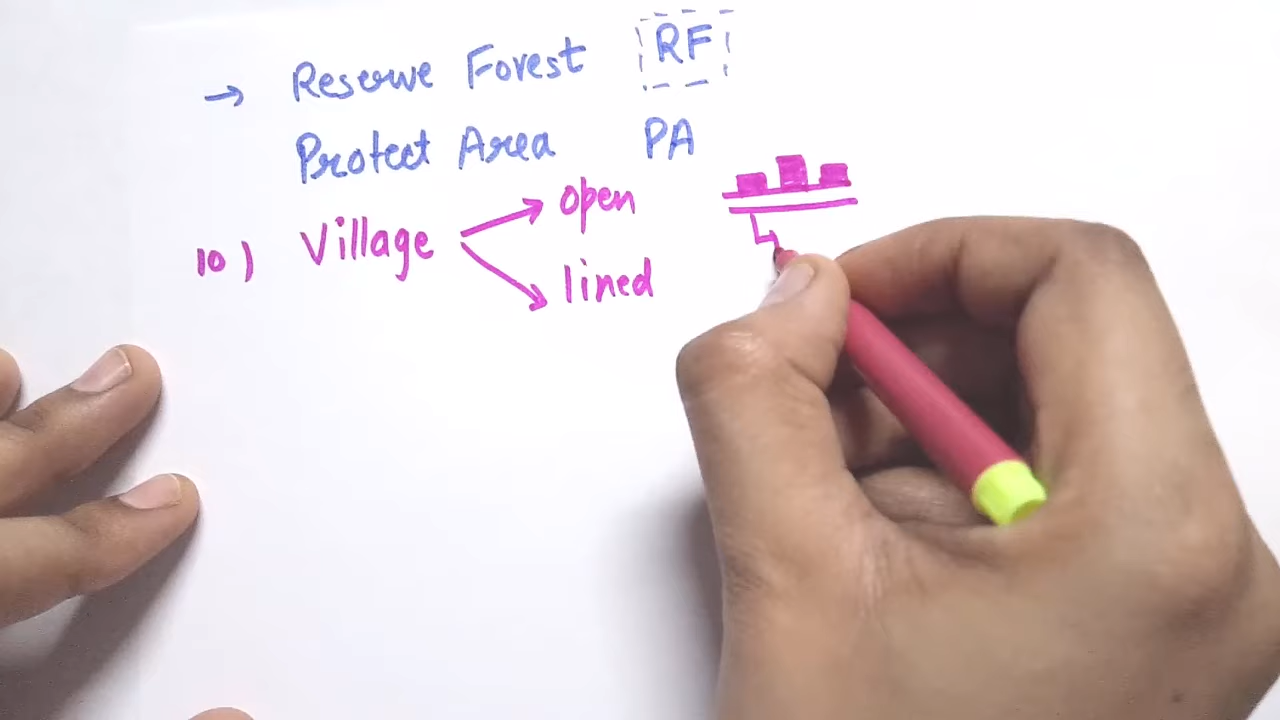 → Reserve Forest RF
Protect Area PA
10) Village open
lined